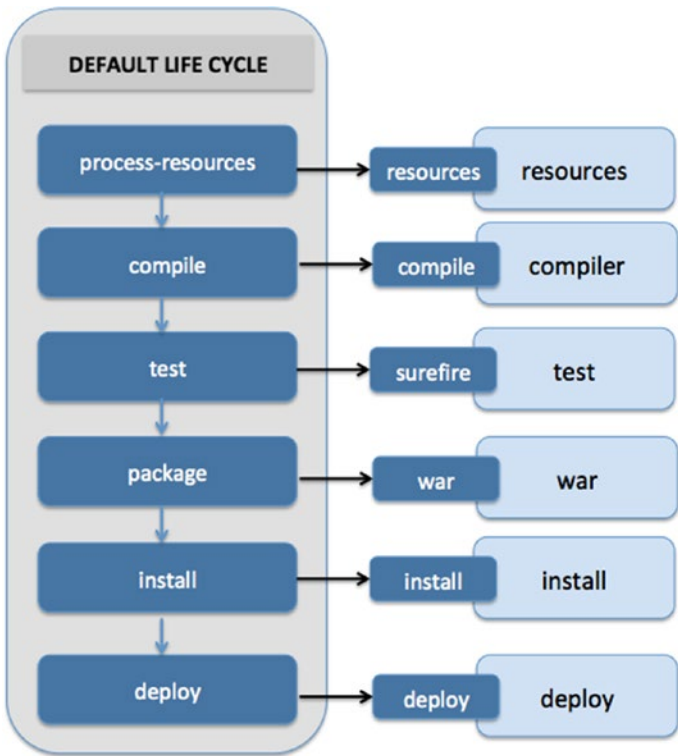 DEFAULT LIFE CYCLE
process-resources
resources
resources
compile
compile
compiler
test
surefire
test
package
war
war
install
install
install
deploy
deploy
deploy